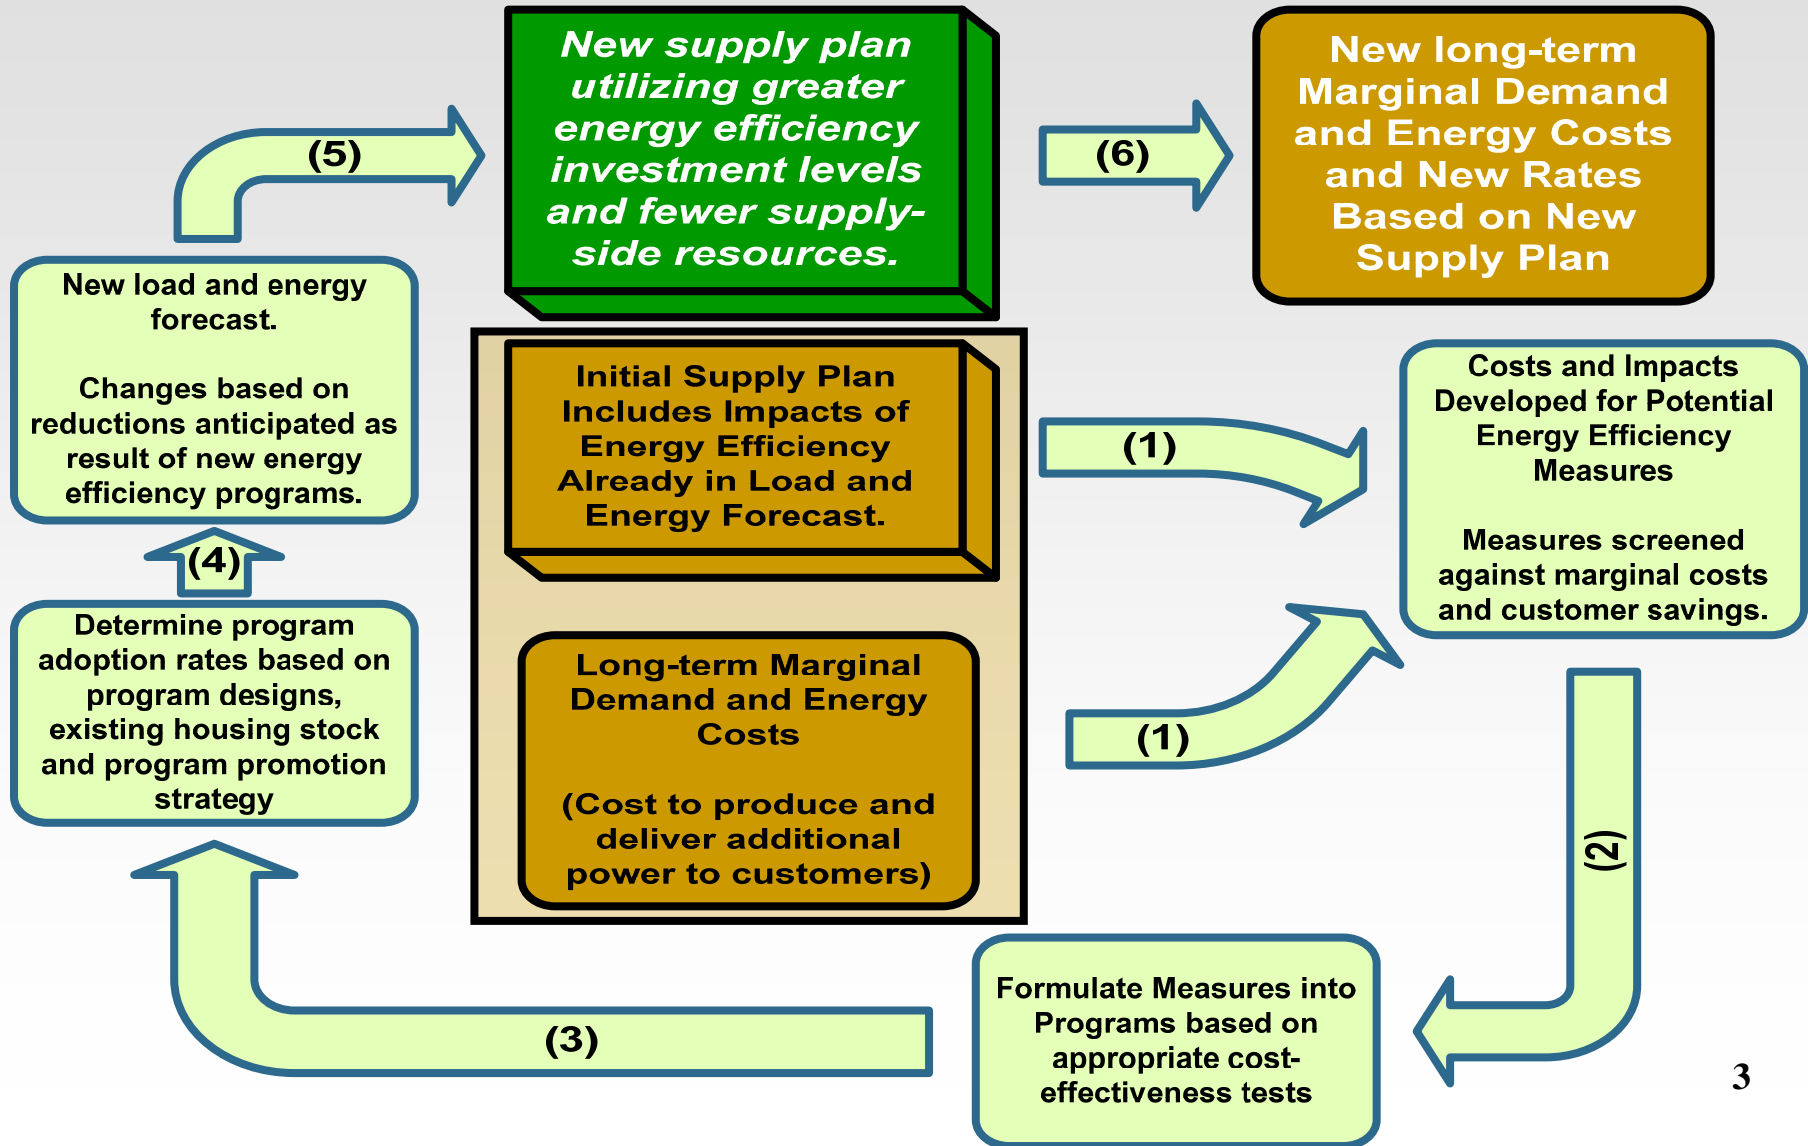 New supply plan
utilizing greater
energy efficiency
investment levels
and fewer supply-
side resources.
New long-term
Marginal Demand
and Energy Costs
and New Rates
Based on New
Supply Plan
(5)
(6)
New load and energy
forecast.
Changes based on
reductions anticipated as
result of new energy
efficiency programs.
Initial Supply Plan
Includes Impacts of
Energy Efficiency
Already in Load and
Energy Forecast.
(1)
Costs and Impacts
Developed for Potential
Energy Efficiency
Measures
Measures screened
against marginal costs
and customer savings.
(4)
Determine program
adoption rates based on
program designs,
existing housing stock
and program promotion
strategy
Long-term Marginal
Demand and Energy
Costs
(Cost to produce and
deliver additional
power to customers)
(1)
(2)
(3)
Formulate Measures into
Programs based on
appropriate cost-
effectiveness tests
3